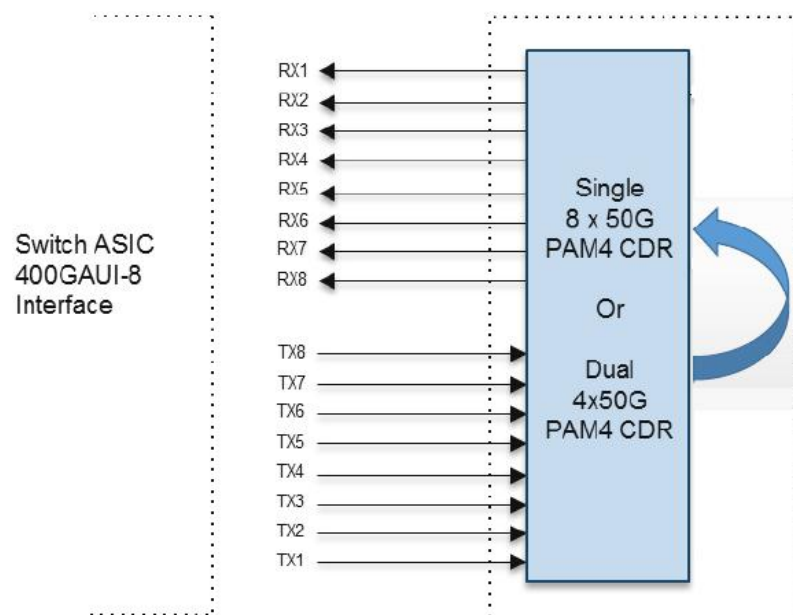 RX1
RX2
RX3
RX4
RX5
RX6
RX7
RX8
Switch ASIC
400GAUI-8
Interface
TX8
TX7
TX6
TX5
TX4
TX3
TX2
TX1
Single
8 x 50G
PAM4 CDR
Or
Dual
4x50G
PAM4 CDR